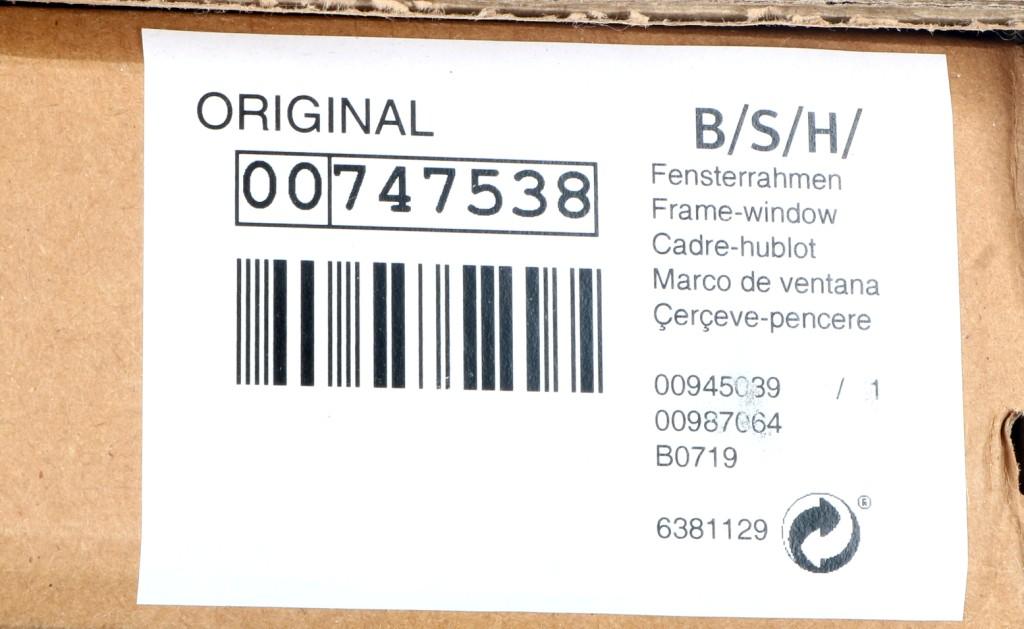 ORIGINAL
00747538
B/S/H/
Fensterrahmen
Frame-window
Cadre-hublot
Marco de ventana
Çerçeve-pencere
00945039 / 1
00987064
B0719
6381129
®